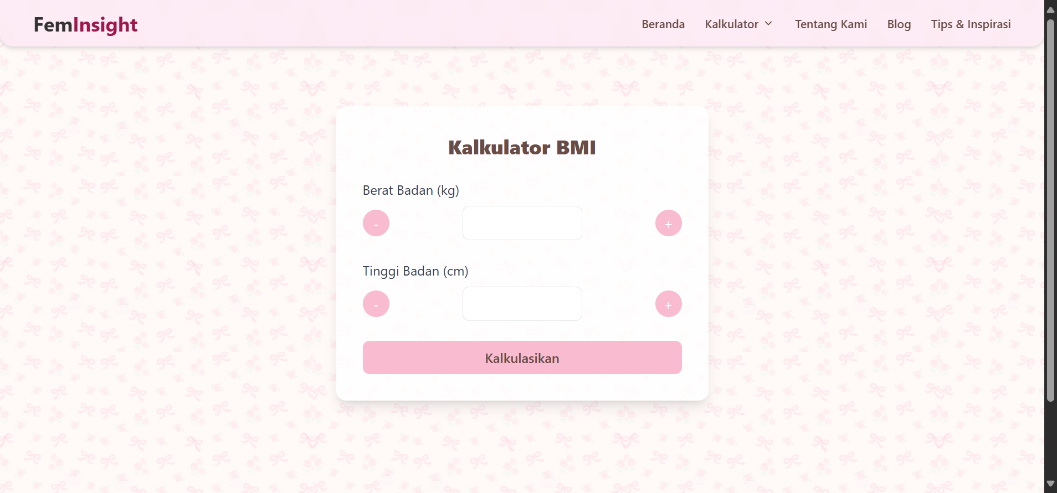 FemInsight
Beranda Kalkulator Tentang Kami Blog Tips & Inspirasi
Kalkulator BMI
Berat Badan (kg)
- +
Tinggi Badan (cm)
- +
Kalkulasikan